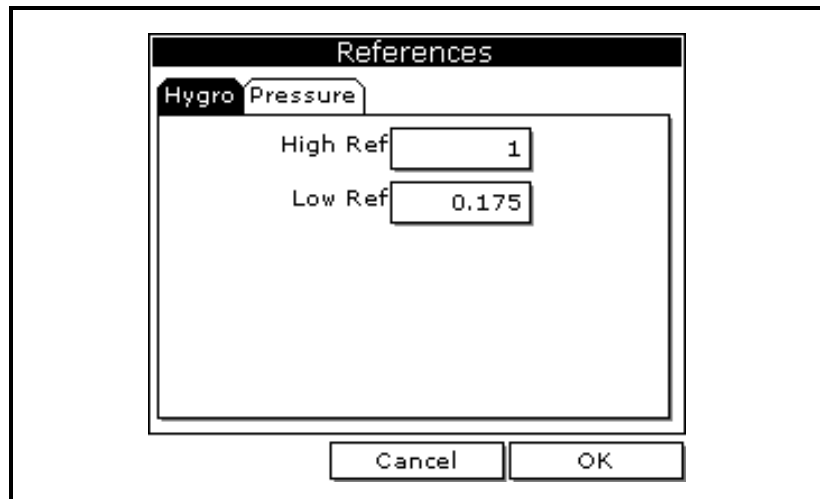 References
Hygro Pressure
High Ref 1
Low Ref 0.175
Cancel OK